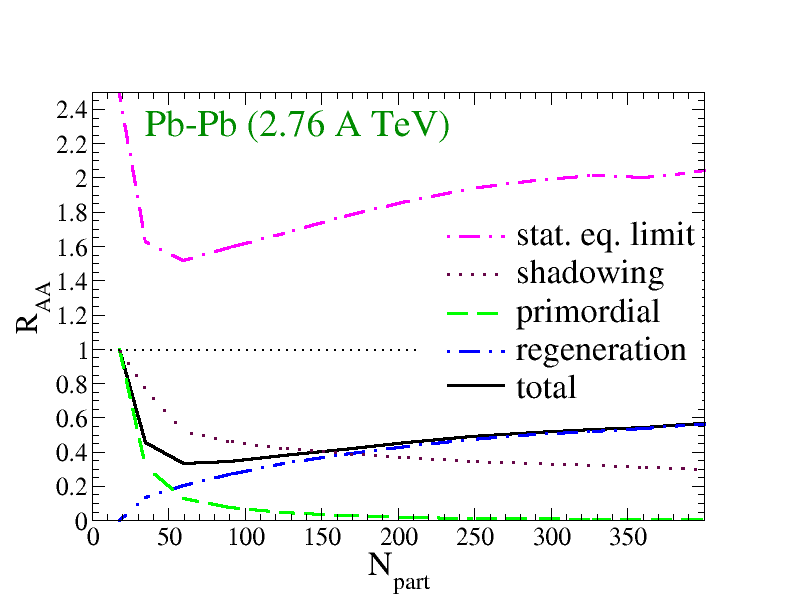 Pb-Pb (2.76 A TeV)
2.4
2.2
2
1.8
1.6
1.4
1.2
1
0.8
0.6
0.4
0.2
0
R_AA
stat. eq. limit
shadowing
primordial
regeneration
total
0 50 100 150 200 250 300 350
N_part